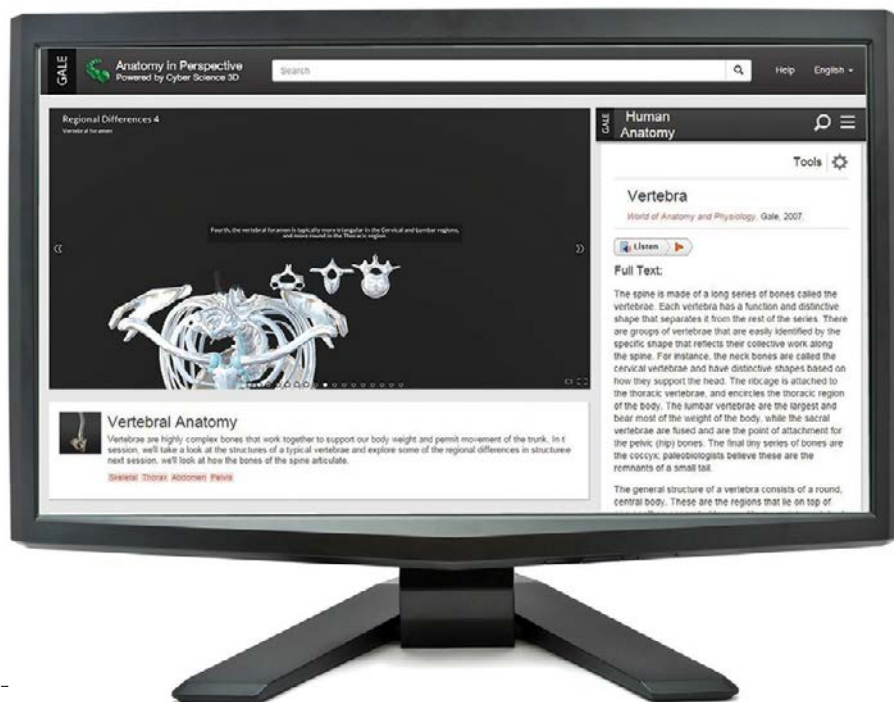 GALE
Anatomy in Perspective
Powered by Cyber Science 3D
Search
Help
English
Regional Differences 4
Vertebral foramen
Fourth, the vertebral foramen is typically more triangular in the Cervical and Lumbar regions,
and more round in the Thoracic region
Vertebral Anatomy
Vertebrae are highly complex bones that work together to support our body weight and permit movement of the trunk. In t
session, we'll take a look at the structures of a typical vertebrae and explore some of the regional differences in structuree
next session, we'll look at how the bones of the spine articulate.
Skeletal Thorax Abdomen Pelvis
GALE
Human
Anatomy
Tools
Vertebra
World of Anatomy and Physiology. Gale, 2007.
Listen
Full Text:
The spine is made of a long series of bones called the
vertebrae. Each vertebra has a function and distinctive
shape that separates it from the rest of the series. There
are groups of vertebrae that are easily identified by the
specific shape that reflects their collective work along
the spine. For instance, the neck bones are called the
cervical vertebrae and have distinctive shapes based on
how they support the head. The ribcage is attached to
the thoracic vertebrae, and encircles the thoracic region
of the body. The lumbar vertebrae are the largest and
bear most of the weight of the body, while the sacral
vertebrae are fused and are the point of attachment for
the pelvic (hip) bones. The final tiny series of bones are
the coccyx; paleobiologists believe these are the
remnants of a small tail.
The general structure of a vertebra consists of a round,
central body. These are the regions that lie on top of